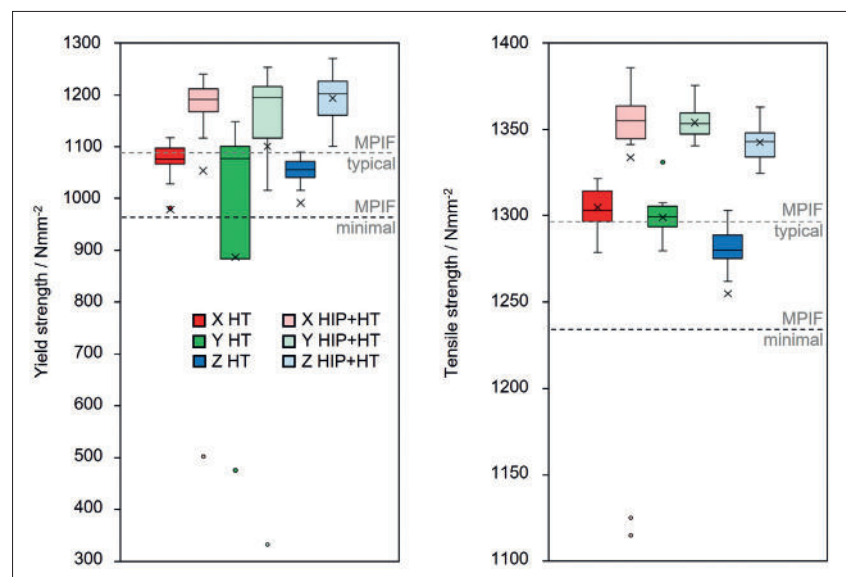 Yield strength / Nmm⁻²
1300
1200
1100
1000
900
800
700
600
500
400
300
MPIF
typical
MPIF
minimal
X HT
X HIP+HT
Y HT
Y HIP+HT
Z HT
Z HIP+HT
Tensile strength / Nmm⁻²
1400
1350
1300
1250
1200
1150
1100
MPIF
typical
MPIF
minimal